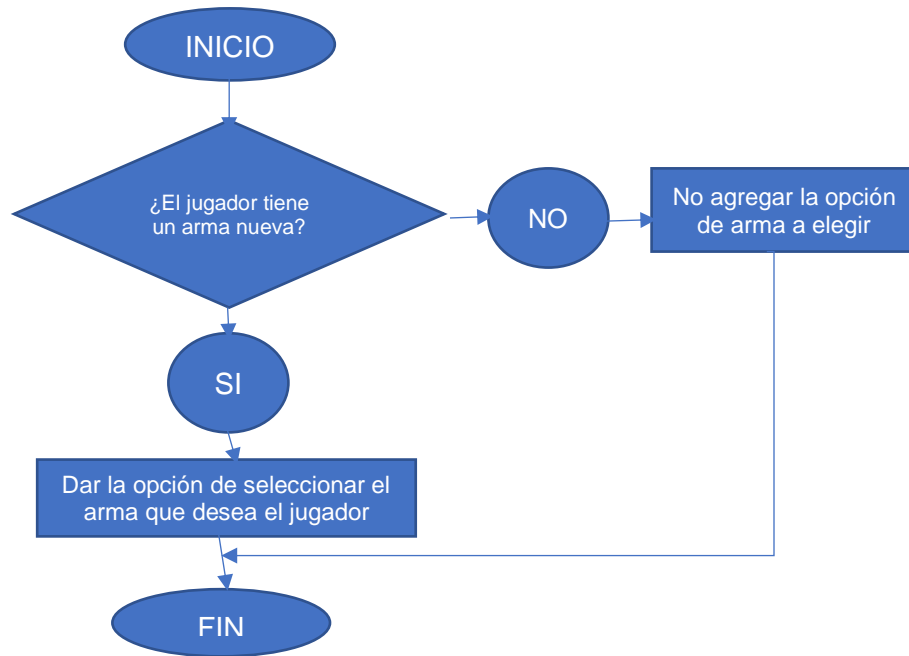 INICIO
¿El jugador tiene
un arma nueva?
NO
No agregar la opción
de arma a elegir
SI
Dar la opción de seleccionar el
arma que desea el jugador
FIN